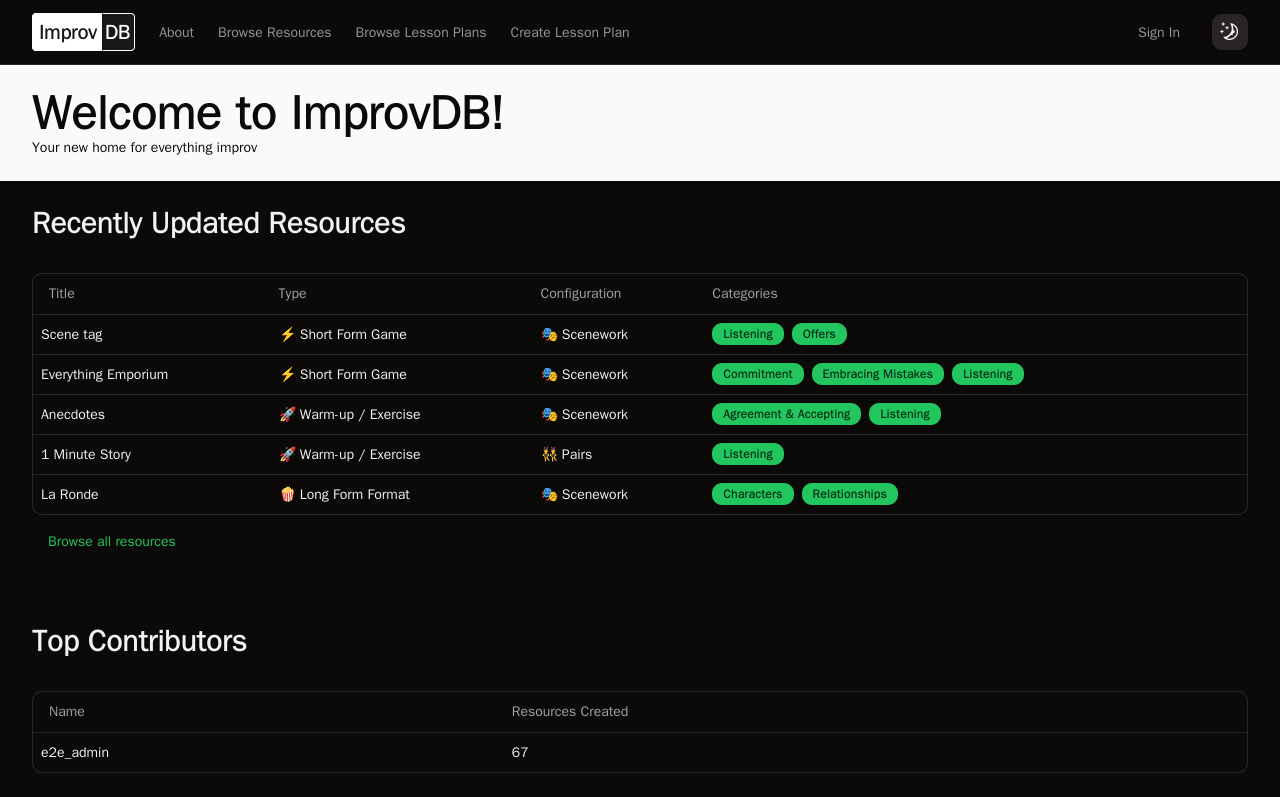 Improv DB About Browse Resources Browse Lesson Plans Create Lesson Plan Sign In
Welcome to ImprovDB!
Your new home for everything improv
Recently Updated Resources
Title Type Configuration Categories
Scene tag ⚡ Short Form Game 🎭 Scenework Listening Offers
Everything Emporium ⚡ Short Form Game 🎭 Scenework Commitment Embracing Mistakes Listening
Anecdotes 🚀 Warm-up / Exercise 🎭 Scenework Agreement & Accepting Listening
1 Minute Story 🚀 Warm-up / Exercise 👯 Pairs Listening
La Ronde 🍿 Long Form Format 🎭 Scenework Characters Relationships
Browse all resources
Top Contributors
Name Resources Created
e2e_admin 67